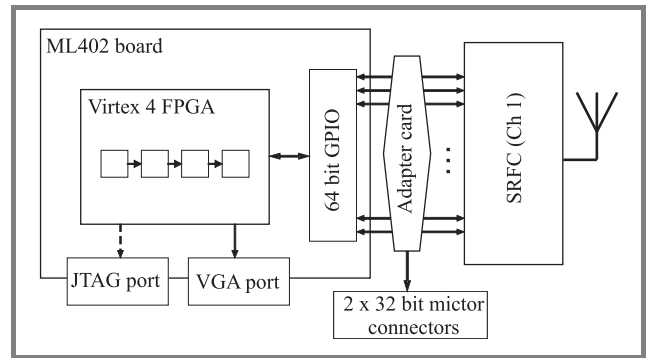 ML402 board
Virtex 4 FPGA
64 bit GPIO
Adapter card
...
SRFC (Ch 1)
JTAG port
VGA port
2 x 32 bit mictor
connectors